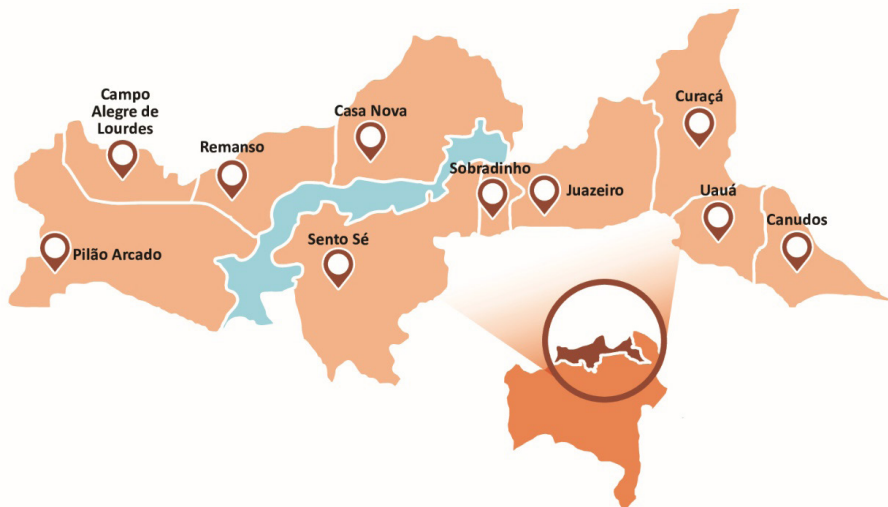 Campo
Alegre de
Lourdes
Remanso
Casa Nova
Curaçá
Sobradinho
Juazeiro
Uauá
Canudos
Pilão Arcado
Sento Sé